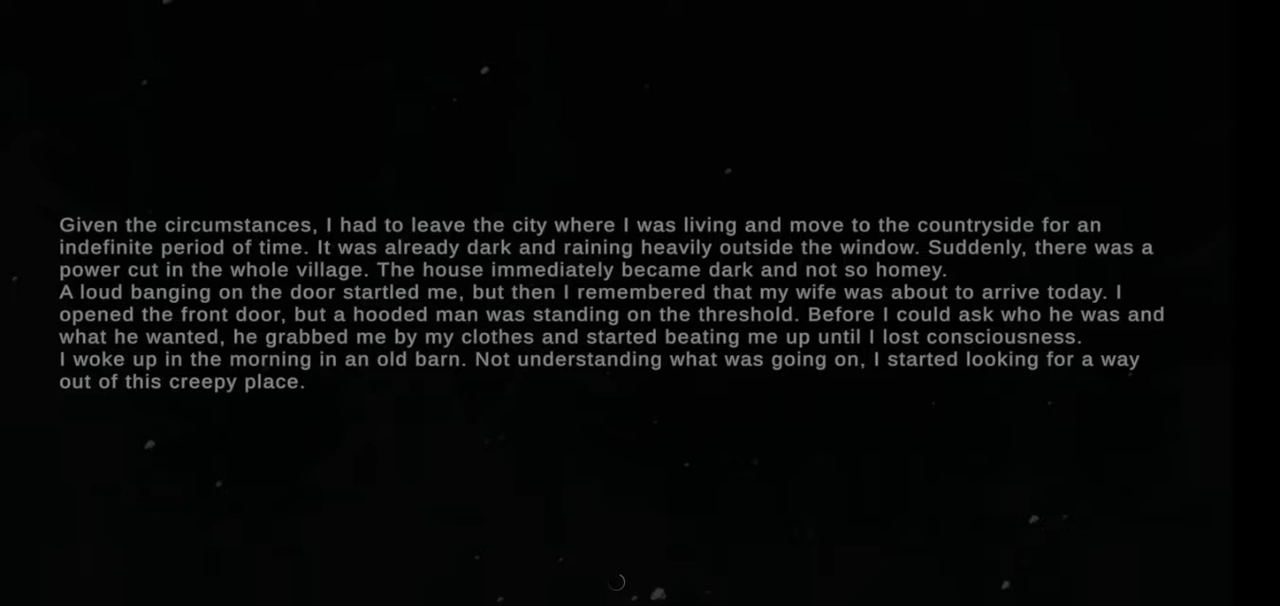 Given the circumstances, I had to leave the city where I was living and move to the countryside for an
indefinite period of time. It was already dark and raining heavily outside the window. Suddenly, there was a
power cut in the whole village. The house immediately became dark and not so homey.
A loud banging on the door startled me, but then I remembered that my wife was about to arrive today. I
opened the front door, but a hooded man was standing on the threshold. Before I could ask who he was and
what he wanted, he grabbed me by my clothes and started beating me up until I lost consciousness.
I woke up in the morning in an old barn. Not understanding what was going on, I started looking for a way
out of this creepy place.